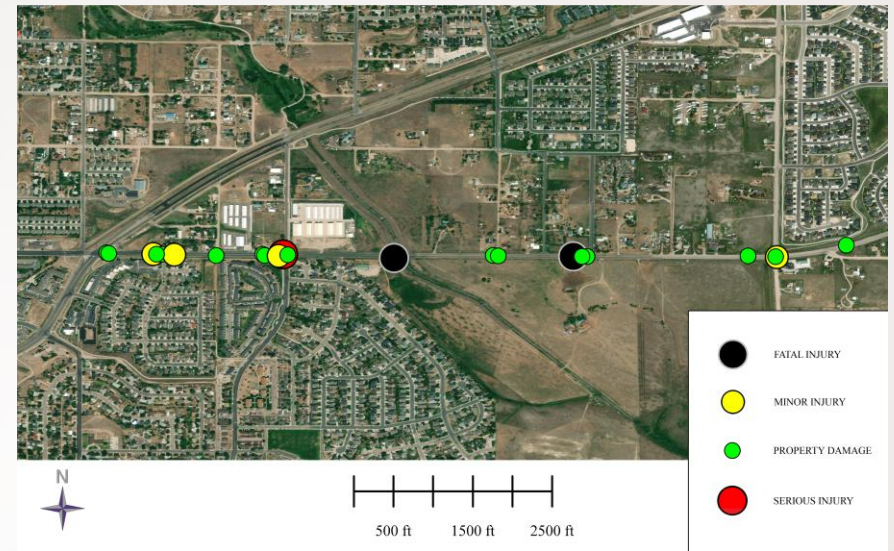 FATAL INJURY
MINOR INJURY
PROPERTY DAMAGE
SERIOUS INJURY
N
500 ft 1500 ft 2500 ft